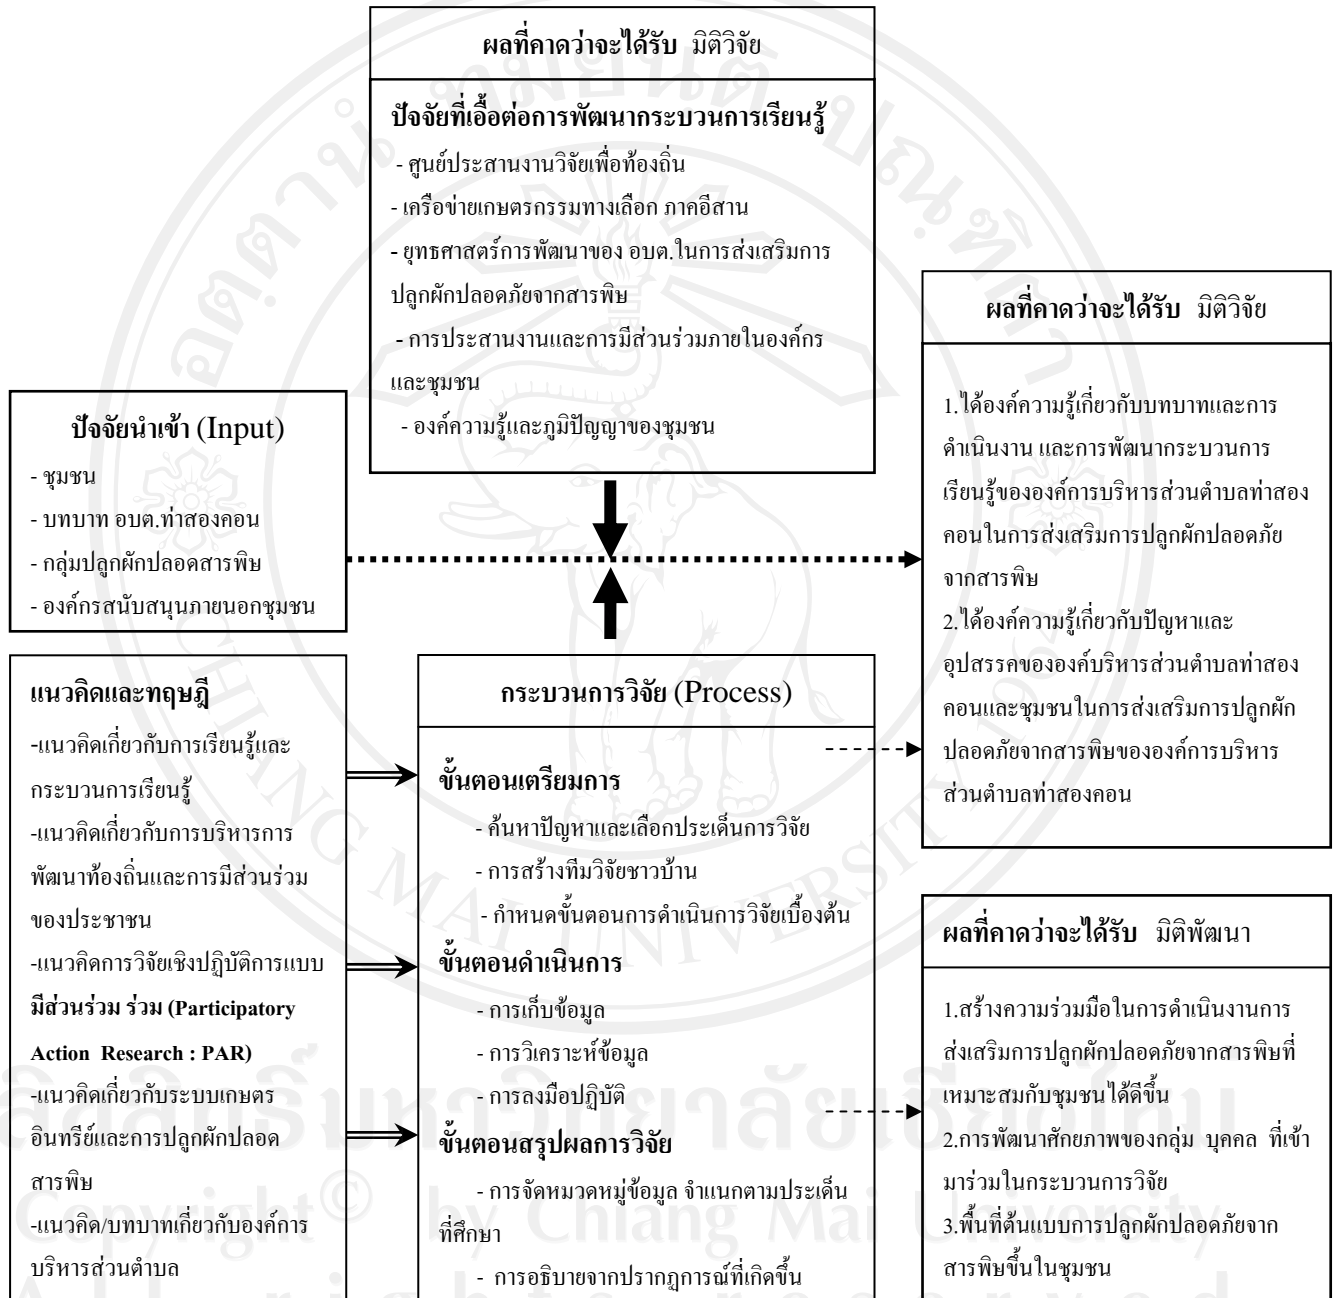 ผลที่คาดว่าจะได้รับ มิติวิจัย
ปัจจัยที่เอื้อต่อการพัฒนากระบวนการเรียนรู้
- ศูนย์ประสานงานวิจัยเพื่อท้องถิ่น
- เครือข่ายเกษตรกรรมทางเลือก ภาคอีสาน
- ยุทธศาสตร์การพัฒนาของ อบต.ในการส่งเสริมการ
ปลูกผักปลอดภัยจากสารพิษ
- การประสานงานและการมีส่วนร่วมภายในองค์กร
และชุมชน
- องค์ความรู้และภูมิปัญญาของชุมชน
ปัจจัยนำเข้า (Input)
- ชุมชน
- บทบาท อบต.ท่าสองคอน
- กลุ่มปลูกผักปลอดสารพิษ
- องค์กรสนับสนุนภายนอกชุมชน
ผลที่คาดว่าจะได้รับ มิติวิจัย
1.ได้องค์ความรู้เกี่ยวกับบทบาทและการ
ดำเนินงาน และการพัฒนากระบวนการ
เรียนรู้ขององค์การบริหารส่วนตำบลท่าสอง
คอนในการส่งเสริมการปลูกผักปลอดภัย
จากสารพิษ
2.ได้องค์ความรู้เกี่ยวกับปัญหาและ
อุปสรรคขององค์บริหารส่วนตำบลท่าสอง
คอนและชุมชนในการส่งเสริมการปลูกผัก
ปลอดภัยจากสารพิษขององค์การบริหาร
ส่วนตำบลท่าสองคอน
แนวคิดและทฤษฎี
-แนวคิดเกี่ยวกับการเรียนรู้และ
กระบวนการเรียนรู้
-แนวคิดเกี่ยวกับการบริหารการ
พัฒนาท้องถิ่นและการมีส่วนร่วม
ของประชาชน
-แนวคิดการวิจัยเชิงปฏิบัติการแบบ
มีส่วนร่วม ร่วม (Participatory
Action Research : PAR)
-แนวคิดเกี่ยวกับระบบเกษตร
อินทรีย์และการปลูกผักปลอด
สารพิษ
-แนวคิด/บทบาทเกี่ยวกับองค์การ
บริหารส่วนตำบล
กระบวนการวิจัย (Process)
ขั้นตอนเตรียมการ
- ค้นหาปัญหาและเลือกประเด็นการวิจัย
- การสร้างทีมวิจัยชาวบ้าน
- กำหนดขั้นตอนการดำเนินการวิจัยเบื้องต้น
ขั้นตอนดำเนินการ
- การเก็บข้อมูล
- การวิเคราะห์ข้อมูล
- การลงมือปฏิบัติ
ขั้นตอนสรุปผลการวิจัย
- การจัดหมวดหมู่ข้อมูล จำแนกตามประเด็น
ที่ศึกษา
- การอธิบายจากปรากฏการณ์ที่เกิดขึ้น
ผลที่คาดว่าจะได้รับ มิติพัฒนา
1.สร้างความร่วมมือในการดำเนินงานการ
ส่งเสริมการปลูกผักปลอดภัยจากสารพิษที่
เหมาะสมกับชุมชนได้ดีขึ้น
2.การพัฒนาศักยภาพของกลุ่ม บุคคล ที่เข้า
มาร่วมในกระบวนการวิจัย
3.พื้นที่ต้นแบบการปลูกผักปลอดภัยจาก
สารพิษขึ้นในชุมชน
CHIANG MAI UNIVERSITY 1964
Copyright© by Chiang Mai University